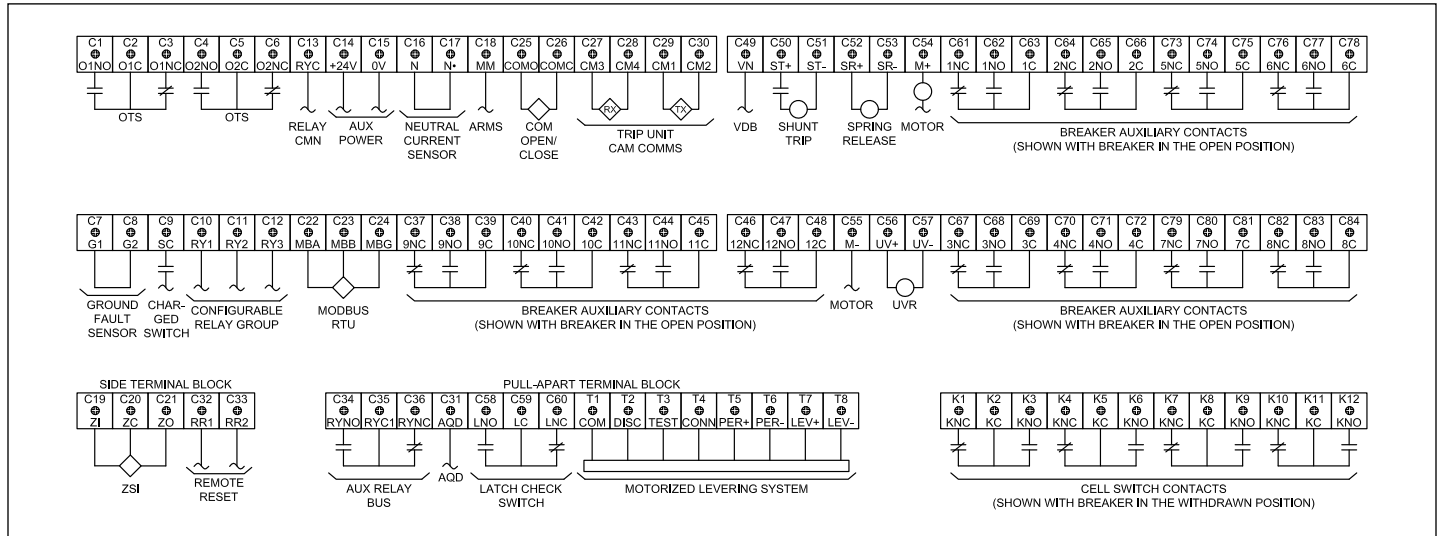 C1 C2 C3 C4 C5 C6 C13 C14 C15 C16 C17 C18 C25 C26 C27 C28 C29 C30
O1NO O1C O1NC O2NO O2C O2NC RYC +24V 0V N N• MM COMO COMC CM3 CM4 CM1 CM2
C49 C50 C51 C52 C53 C54 C61 C62 C63 C64 C65 C66 C73 C74 C75 C76 C77 C78
VN ST+ ST- SR+ SR- M+ 1NC 1NO 1C 2NC 2NO 2C 5NC 5NO 5C 6NC 6NO 6C
RX TX
OTS OTS
RELAY CMN
AUX POWER
NEUTRAL CURRENT SENSOR
ARMS
COM OPEN/ CLOSE
TRIP UNIT CAM COMMS
VDB
SHUNT TRIP
SPRING RELEASE
MOTOR
BREAKER AUXILIARY CONTACTS
(SHOWN WITH BREAKER IN THE OPEN POSITION)
C7 C8 C9 C10 C11 C12 C22 C23 C24 C37 C38 C39 C40 C41 C42 C43 C44 C45
G1 G2 SC RY1 RY2 RY3 MBA MBB MBG 9NC 9NO 9C 10NC 10NO 10C 11NC 11NO 11C
C46 C47 C48 C55 C56 C57 C67 C68 C69 C70 C71 C72 C79 C80 C81 C82 C83 C84
12NC 12NO 12C M- UV+ UV- 3NC 3NO 3C 4NC 4NO 4C 7NC 7NO 7C 8NC 8NO 8C
GROUND FAULT SENSOR
CHAR- GED SWITCH
CONFIGURABLE RELAY GROUP
MODBUS RTU
BREAKER AUXILIARY CONTACTS
(SHOWN WITH BREAKER IN THE OPEN POSITION)
MOTOR
UVR
BREAKER AUXILIARY CONTACTS
(SHOWN WITH BREAKER IN THE OPEN POSITION)
SIDE TERMINAL BLOCK
C19 C20 C21 C32 C33
ZI ZC ZO RR1 RR2
ZSI
REMOTE RESET
PULL-APART TERMINAL BLOCK
C34 C35 C36 C31 C58 C59 C60 T1 T2 T3 T4 T5 T6 T7 T8
RYNO RYC1 RYNC AQD LNO LC LNC COM DISC TEST CONN PER+ PER- LEV+ LEV-
AUX RELAY BUS
AQD
LATCH CHECK SWITCH
MOTORIZED LEVERING SYSTEM
K1 K2 K3 K4 K5 K6 K7 K8 K9 K10 K11 K12
KNC KC KNO KNC KC KNO KNC KC KNO KNC KC KNO
CELL SWITCH CONTACTS
(SHOWN WITH BREAKER IN THE WITHDRAWN POSITION)